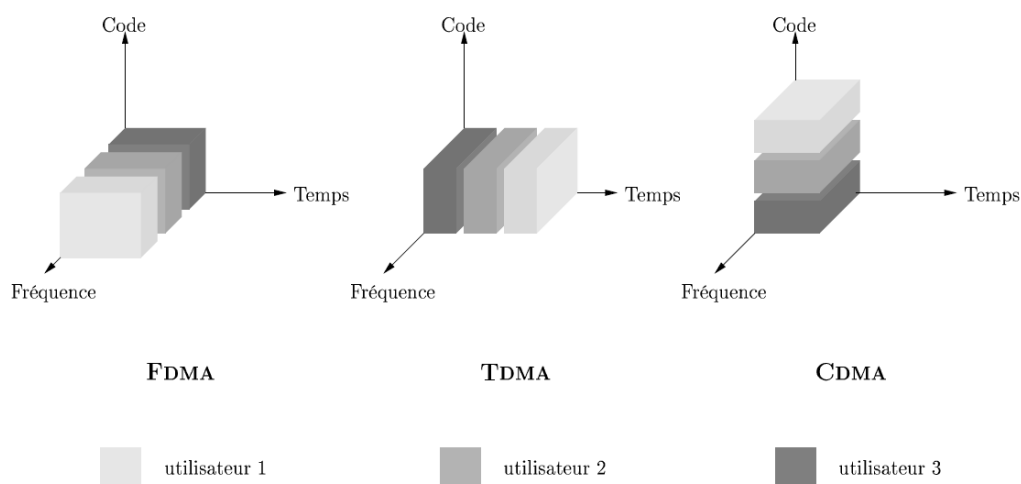 Code
Temps
Fréquence
Code
Temps
Fréquence
Code
Temps
Fréquence
FDMA
TDMA
CDMA
utilisateur 1
utilisateur 2
utilisateur 3